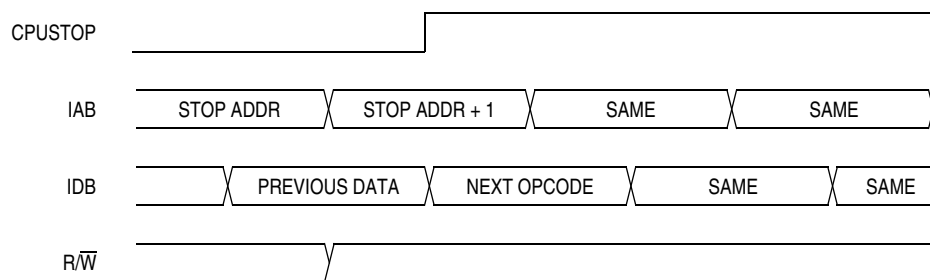 CPUSTOP
IAB STOP ADDR STOP ADDR + 1 SAME SAME
IDB PREVIOUS DATA NEXT OPCODE SAME SAME
R/W̅